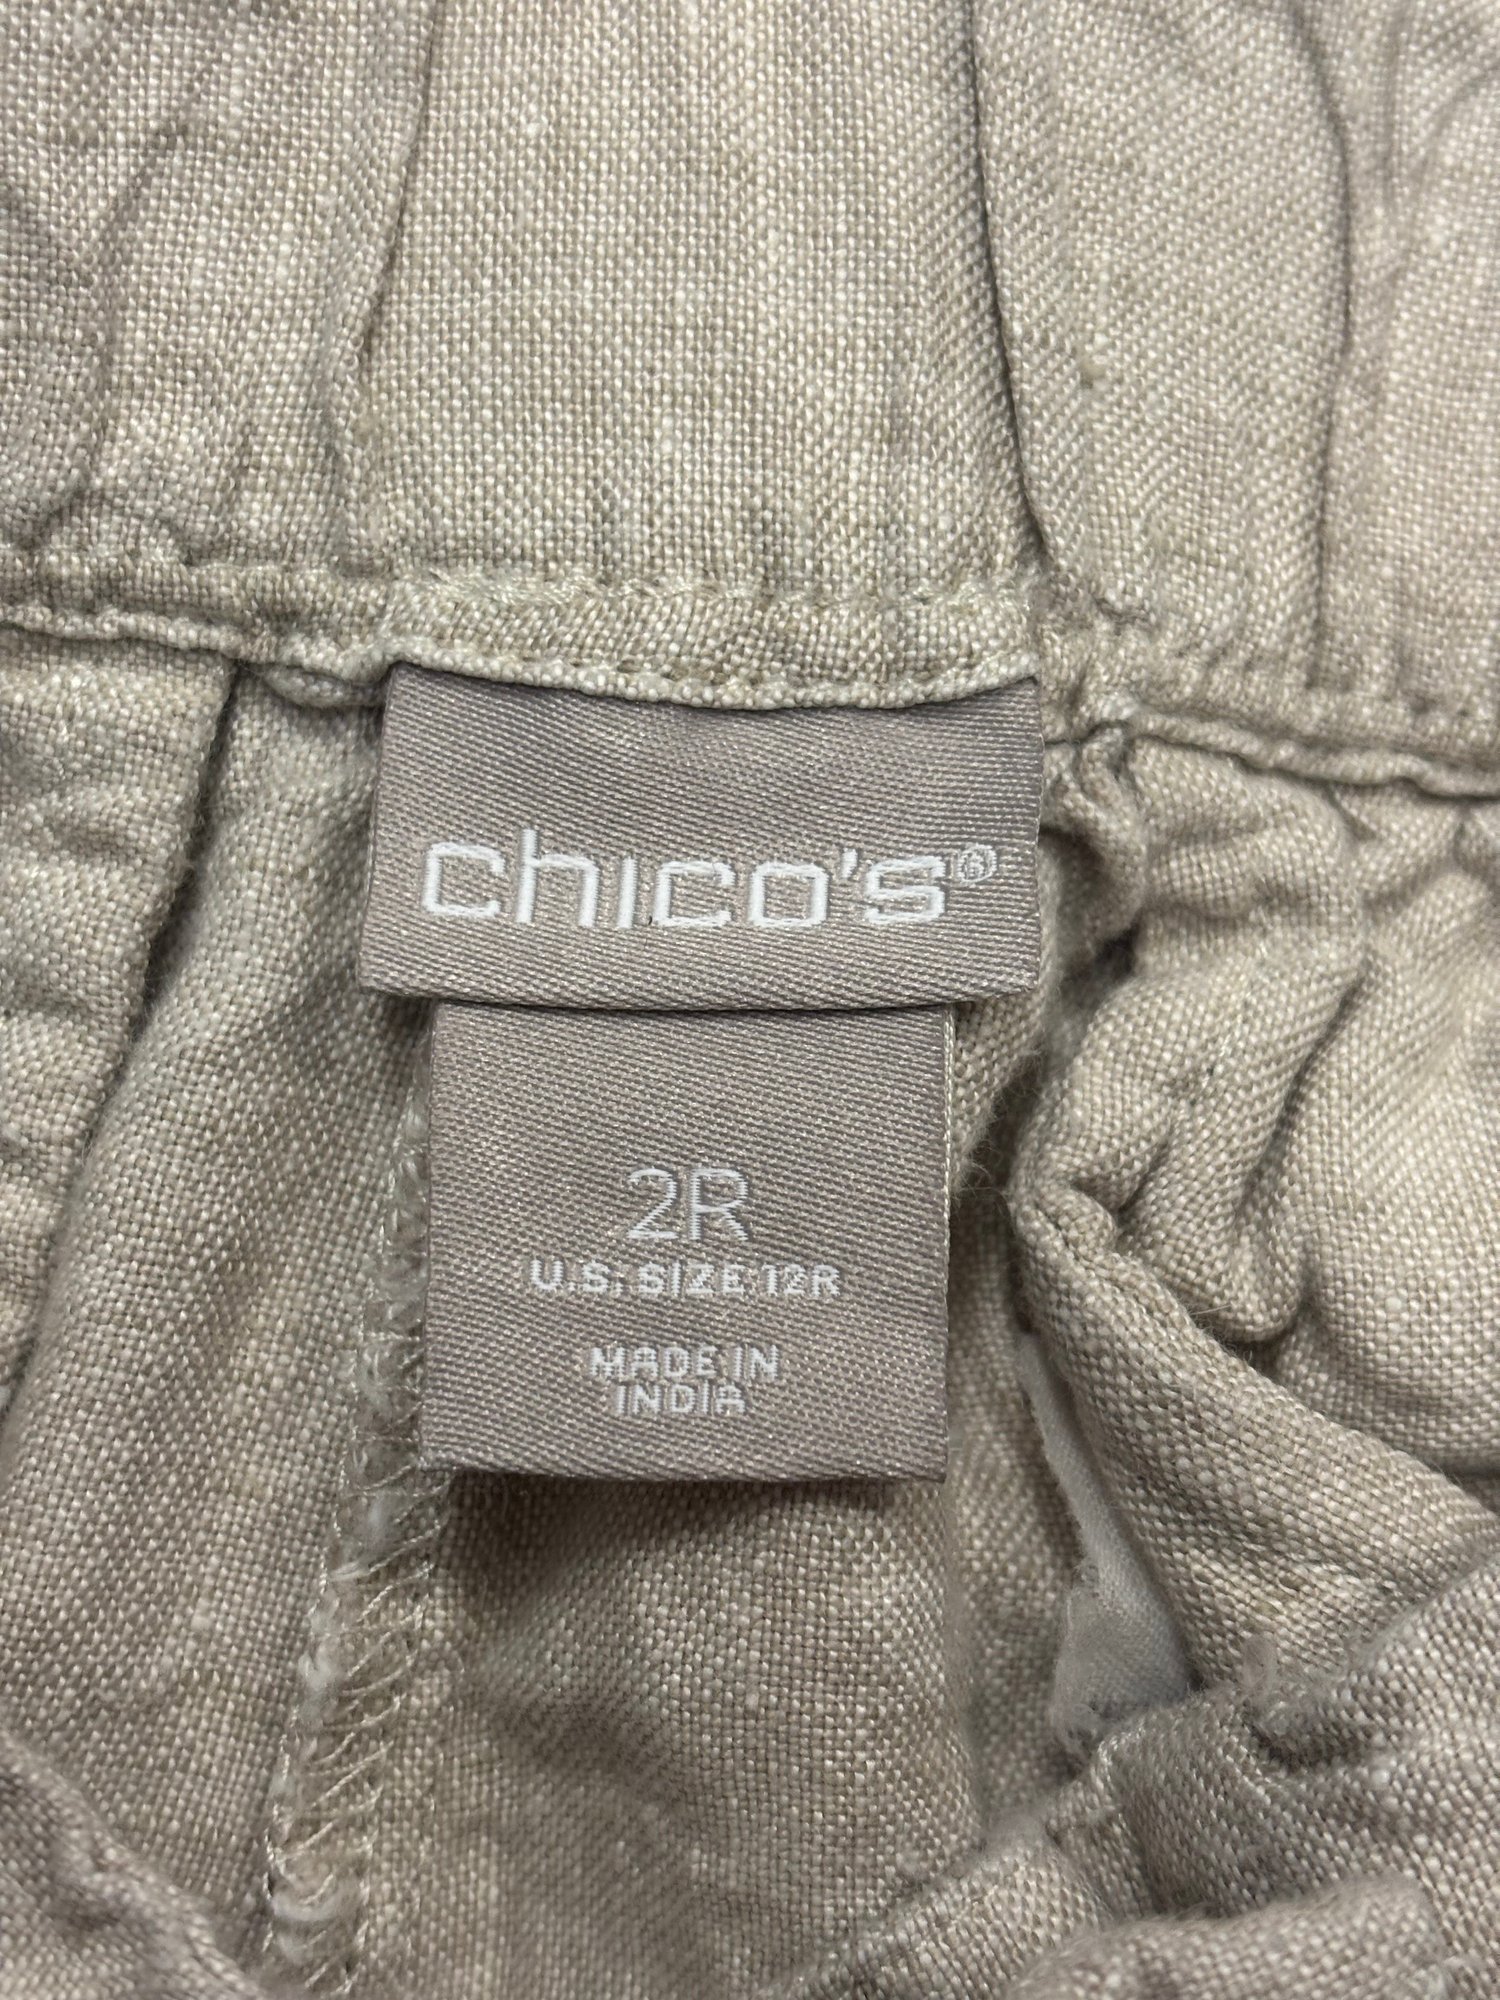 chico's®
2R
U.S. SIZE 12R
MADE IN
INDIA